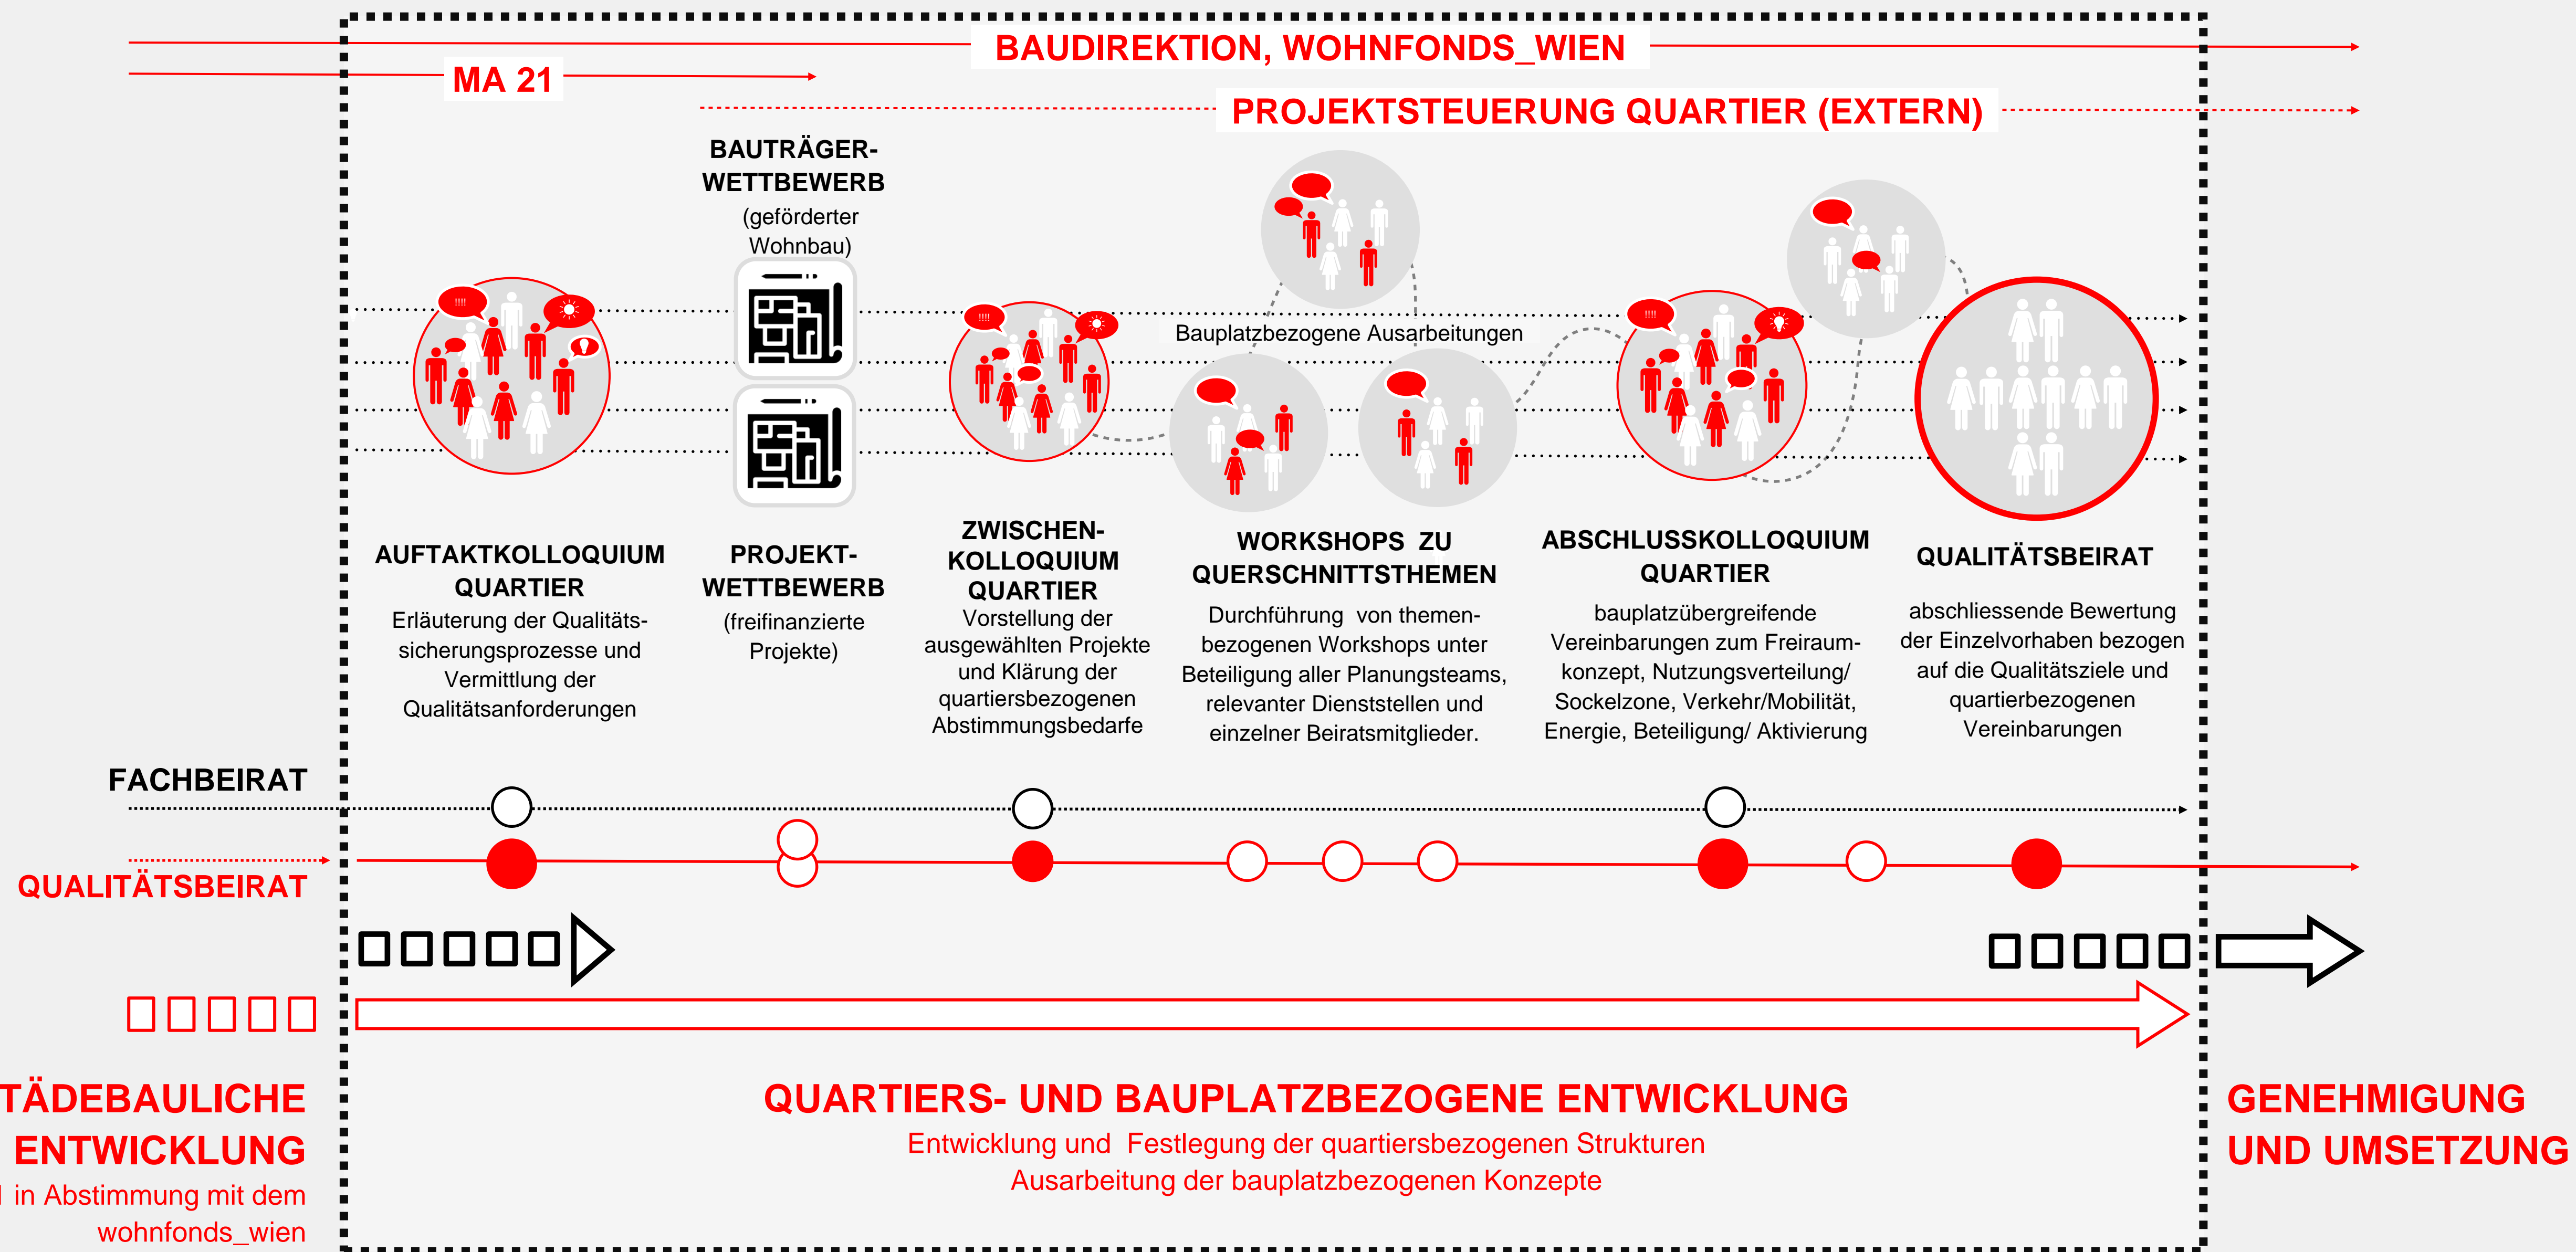 BAUDIREKTION, WOHNFONDS_WIEN
MA 21
PROJEKTSTEUERUNG QUARTIER (EXTERN)
BAUTRÄGER-
WETTBEWERB
(geförderter
Wohnbau)
!!!!
!!!!
!!!!
Bauplatzbezogene Ausarbeitungen
AUFTAKTKOLLOQUIUM
QUARTIER
Erläuterung der Qualitäts-
sicherungsprozesse und
Vermittlung der
Qualitätsanforderungen
PROJEKT-
WETTBEWERB
(freifinanzierte
Projekte)
ZWISCHEN-
KOLLOQUIUM
QUARTIER
Vorstellung der
ausgewählten Projekte
und Klärung der
quartiersbezogenen
Abstimmungsbedarfe
WORKSHOPS ZU
QUERSCHNITTSTHEMEN
Durchführung von themen-
bezogenen Workshops unter
Beteiligung aller Planungsteams,
relevanter Dienststellen und
einzelner Beiratsmitglieder.
ABSCHLUSSKOLLOQUIUM
QUARTIER
bauplatzübergreifende
Vereinbarungen zum Freiraum-
konzept, Nutzungsverteilung/
Sockelzone, Verkehr/Mobilität,
Energie, Beteiligung/ Aktivierung
QUALITÄTSBEIRAT
abschliessende Bewertung
der Einzelvorhaben bezogen
auf die Qualitätsziele und
quartierbezogenen
Vereinbarungen
FACHBEIRAT
QUALITÄTSBEIRAT
TÄDEBAULICHE
ENTWICKLUNG
in Abstimmung mit dem
wohnfonds_wien
QUARTIERS- UND BAUPLATZBEZOGENE ENTWICKLUNG
Entwicklung und Festlegung der quartiersbezogenen Strukturen
Ausarbeitung der bauplatzbezogenen Konzepte
GENEHMIGUNG
UND UMSETZUNG